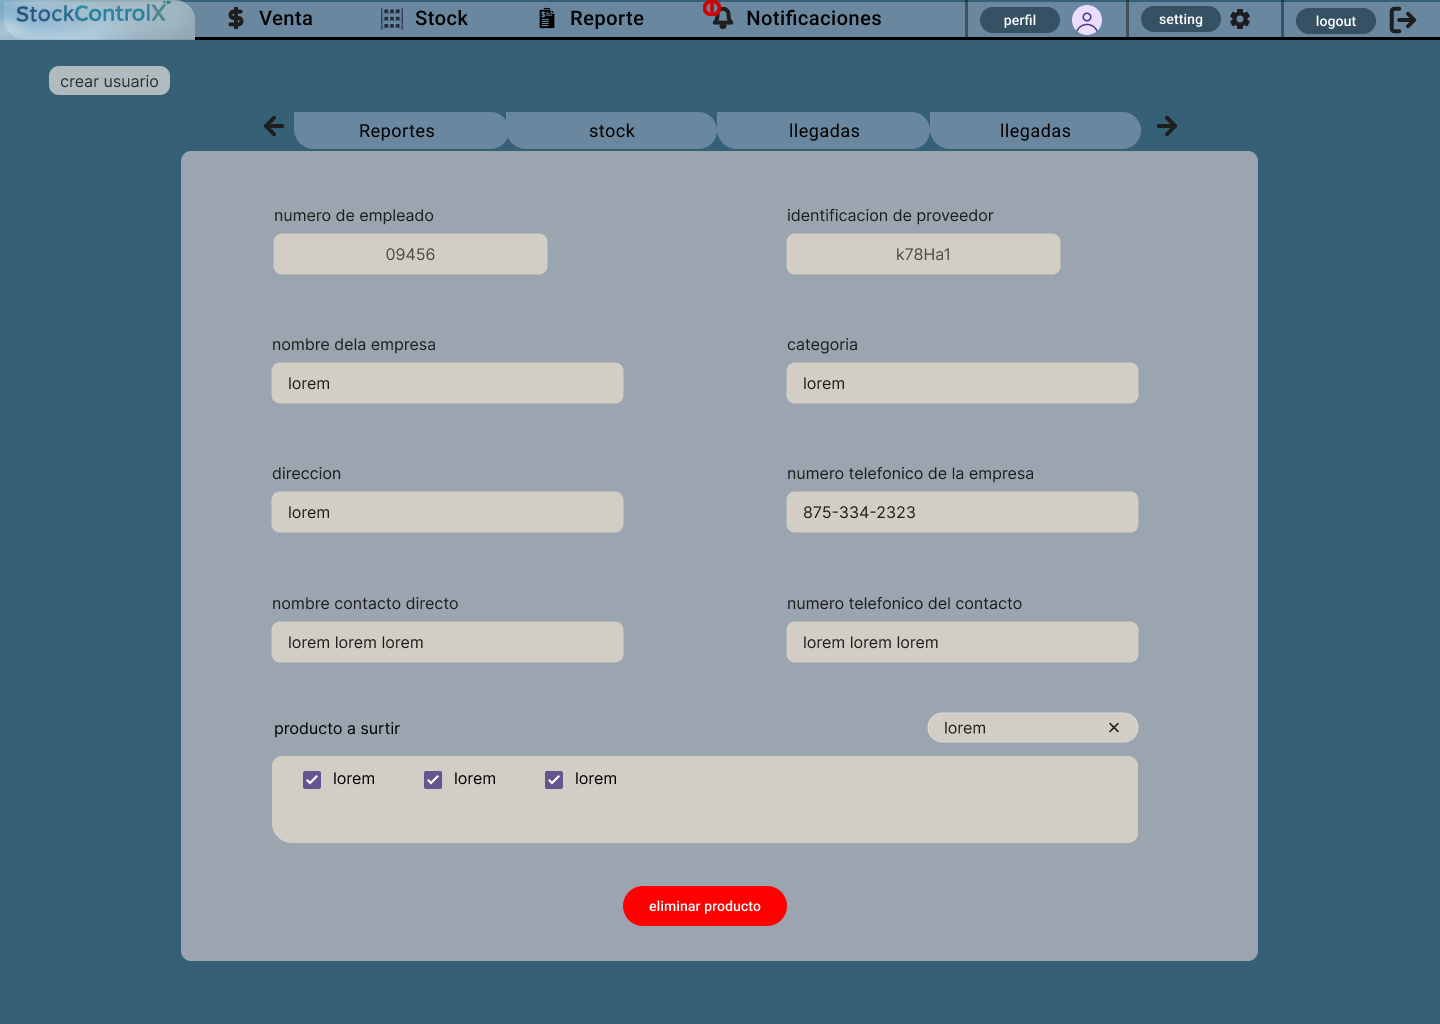 StockControlX
Venta
Stock
Reporte
0
Notificaciones
perfil
setting
logout
crear usuario
Reportes
stock
llegadas
llegadas
numero de empleado
identificacion de proveedor
09456
k78Ha1
nombre dela empresa
categoria
lorem
lorem
direccion
numero telefonico de la empresa
lorem
875-334-2323
nombre contacto directo
numero telefonico del contacto
lorem lorem lorem
lorem lorem lorem
producto a surtir
lorem
lorem
lorem
lorem
eliminar producto